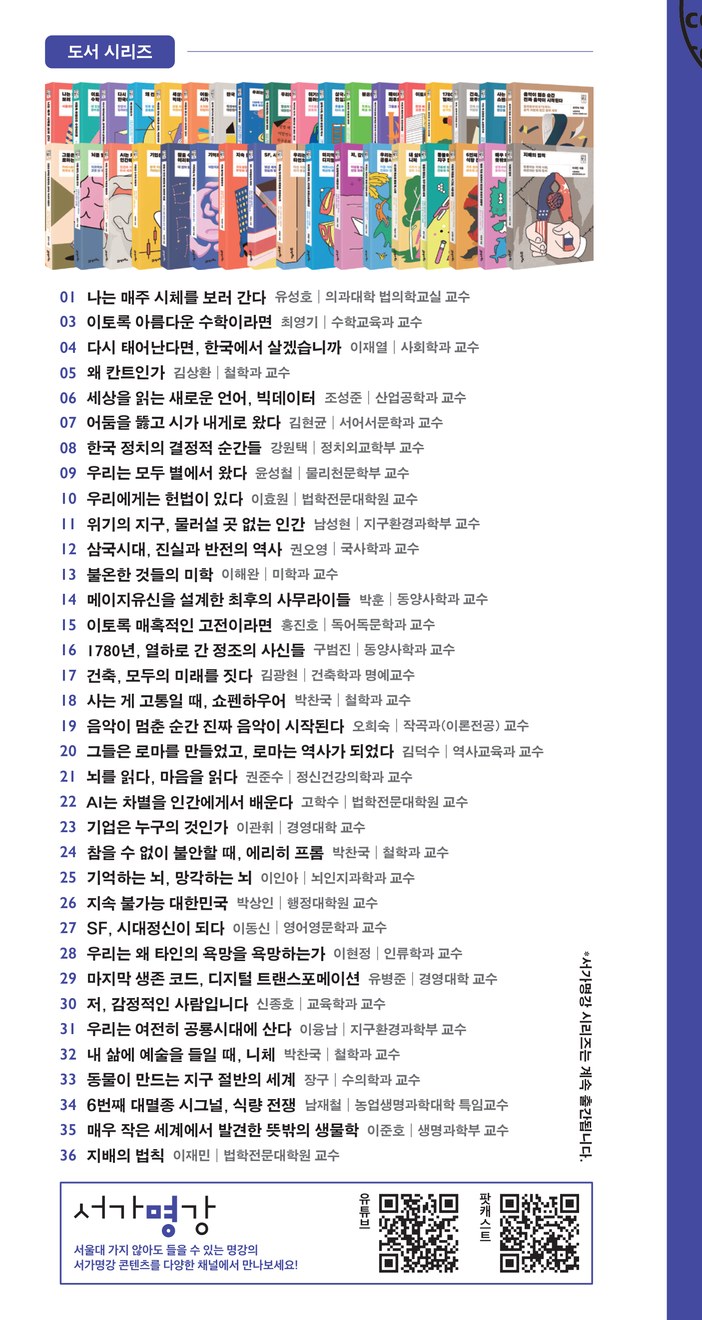 도서 시리즈
음악이 멈춘 순간
진짜 음악이 시작된다
지배의 법칙
01 나는 매주 시체를 보러 간다 유성호 | 의과대학 법의학교실 교수
03 이토록 아름다운 수학이라면 최영기 | 수학교육과 교수
04 다시 태어난다면, 한국에서 살겠습니까 이재열 | 사회학과 교수
05 왜 칸트인가 김상환 | 철학과 교수
06 세상을 읽는 새로운 언어, 빅데이터 조성준 | 산업공학과 교수
07 어둠을 뚫고 시가 내게로 왔다 김현균 | 서어서문학과 교수
08 한국 정치의 결정적 순간들 강원택 | 정치외교학부 교수
09 우리는 모두 별에서 왔다 윤성철 | 물리천문학부 교수
10 우리에게는 헌법이 있다 이효원 | 법학전문대학원 교수
11 위기의 지구, 물러설 곳 없는 인간 남성현 | 지구환경과학부 교수
12 삼국시대, 진실과 반전의 역사 권오영 | 국사학과 교수
13 불온한 것들의 미학 이해완 | 미학과 교수
14 메이지유신을 설계한 최후의 사무라이들 박훈 | 동양사학과 교수
15 이토록 매혹적인 고전이라면 홍진호 | 독어독문학과 교수
16 1780년, 열하로 간 정조의 사신들 구범진 | 동양사학과 교수
17 건축, 모두의 미래를 짓다 김광현 | 건축학과 명예교수
18 사는 게 고통일 때, 쇼펜하우어 박찬국 | 철학과 교수
19 음악이 멈춘 순간 진짜 음악이 시작된다 오희숙 | 작곡과(이론전공) 교수
20 그들은 로마를 만들었고, 로마는 역사가 되었다 김덕수 | 역사교육과 교수
21 뇌를 읽다, 마음을 읽다 권준수 | 정신건강의학과 교수
22 AI는 차별을 인간에게서 배운다 고학수 | 법학전문대학원 교수
23 기업은 누구의 것인가 이관휘 | 경영대학 교수
24 참을 수 없이 불안할 때, 에리히 프롬 박찬국 | 철학과 교수
25 기억하는 뇌, 망각하는 뇌 이인아 | 뇌인지과학과 교수
26 지속 불가능 대한민국 박상인 | 행정대학원 교수
27 SF, 시대정신이 되다 이동신 | 영어영문학과 교수
28 우리는 왜 타인의 욕망을 욕망하는가 이현정 | 인류학과 교수
29 마지막 생존 코드, 디지털 트랜스포메이션 유병준 | 경영대학 교수
30 저, 감정적인 사람입니다 신종호 | 교육학과 교수
31 우리는 여전히 공룡시대에 산다 이융남 | 지구환경과학부 교수
32 내 삶에 예술을 들일 때, 니체 박찬국 | 철학과 교수
33 동물이 만드는 지구 절반의 세계 장구 | 수의학과 교수
34 6번째 대멸종 시그널, 식량 전쟁 남재철 | 농업생명과학대학 특임교수
35 매우 작은 세계에서 발견한 뜻밖의 생물학 이준호 | 생명과학부 교수
36 지배의 법칙 이재민 | 법학전문대학원 교수
*서가명강 시리즈는 계속 출간됩니다.
서가명강
서울대 가지 않아도 들을 수 있는 명강의
서가명강 콘텐츠를 다양한 채널에서 만나보세요!
유튜브
팟캐스트